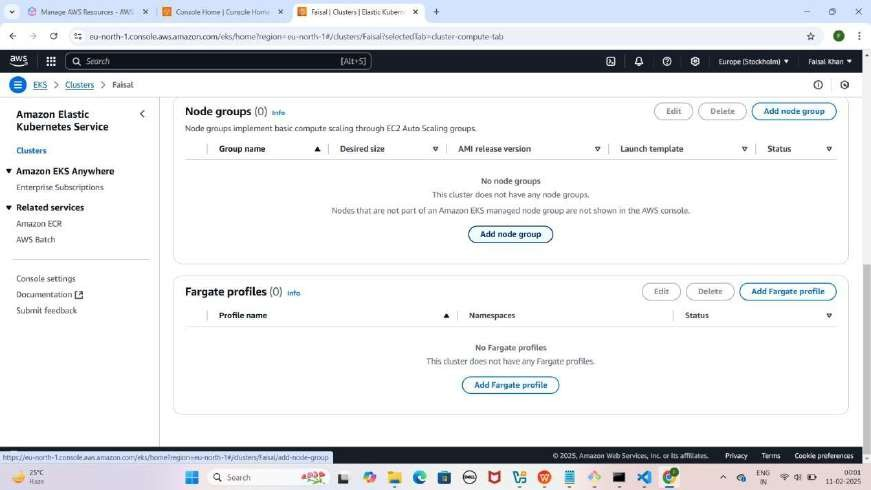 Manage AWS Resources - AWS
Console Home | Console Home
Faisal | Clusters | Elastic Kubern
eu-north-1.console.aws.amazon.com/eks/home?region=eu-north-1#/clusters/Faisal?selectedTab=cluster-compute-tab
F
aws
Search
[Alt+S]
Europe (Stockholm)
Faisal Khan
EKS
Clusters
Faisal
Amazon Elastic
Kubernetes Service
Clusters
Amazon EKS Anywhere
Enterprise Subscriptions
Related services
Amazon ECR
AWS Batch
Console settings
Documentation
Submit feedback
Node groups (0) Info
Edit
Delete
Add node group
Node groups implement basic compute scaling through EC2 Auto Scaling groups.
Group name
Desired size
AMI release version
Launch template
Status
No node groups
This cluster does not have any node groups.
Nodes that are not part of an Amazon EKS managed node group are not shown in the AWS console.
Add node group
Fargate profiles (0) Info
Edit
Delete
Add Fargate profile
Profile name
Namespaces
Status
No Fargate profiles
This cluster does not have any Fargate profiles.
Add Fargate profile
https://eu-north-1.console.aws.amazon.com/eks/home?region=eu-north-1#/clusters/Faisal/add-node-group
© 2025, Amazon Web Services, Inc. or its affiliates.
Privacy
Terms
Cookie preferences
25°C
Haze
Search
DELL
ENG
IN
00:01
11-02-2025